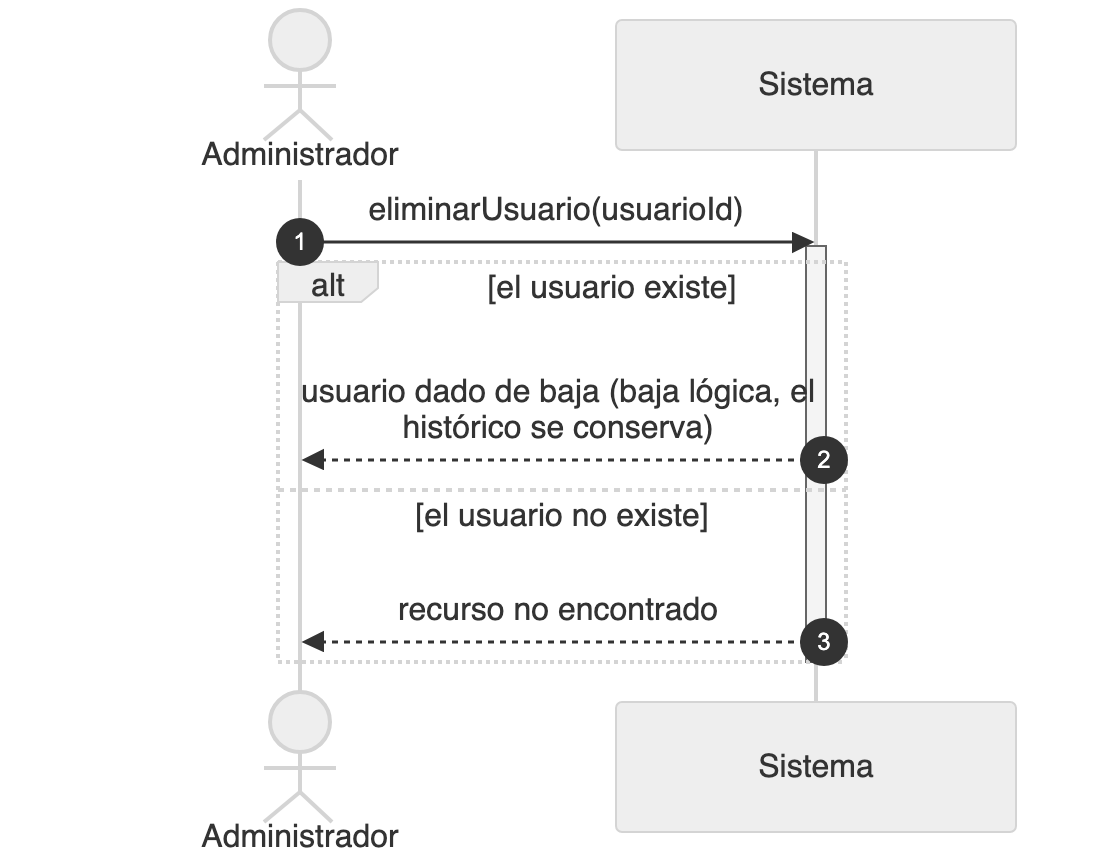 Sistema
Administrador
eliminarUsuario(usuarioId)
1
alt
[el usuario existe]
usuario dado de baja (baja lógica, el
histórico se conserva)
2
[el usuario no existe]
recurso no encontrado
3
Sistema
Administrador